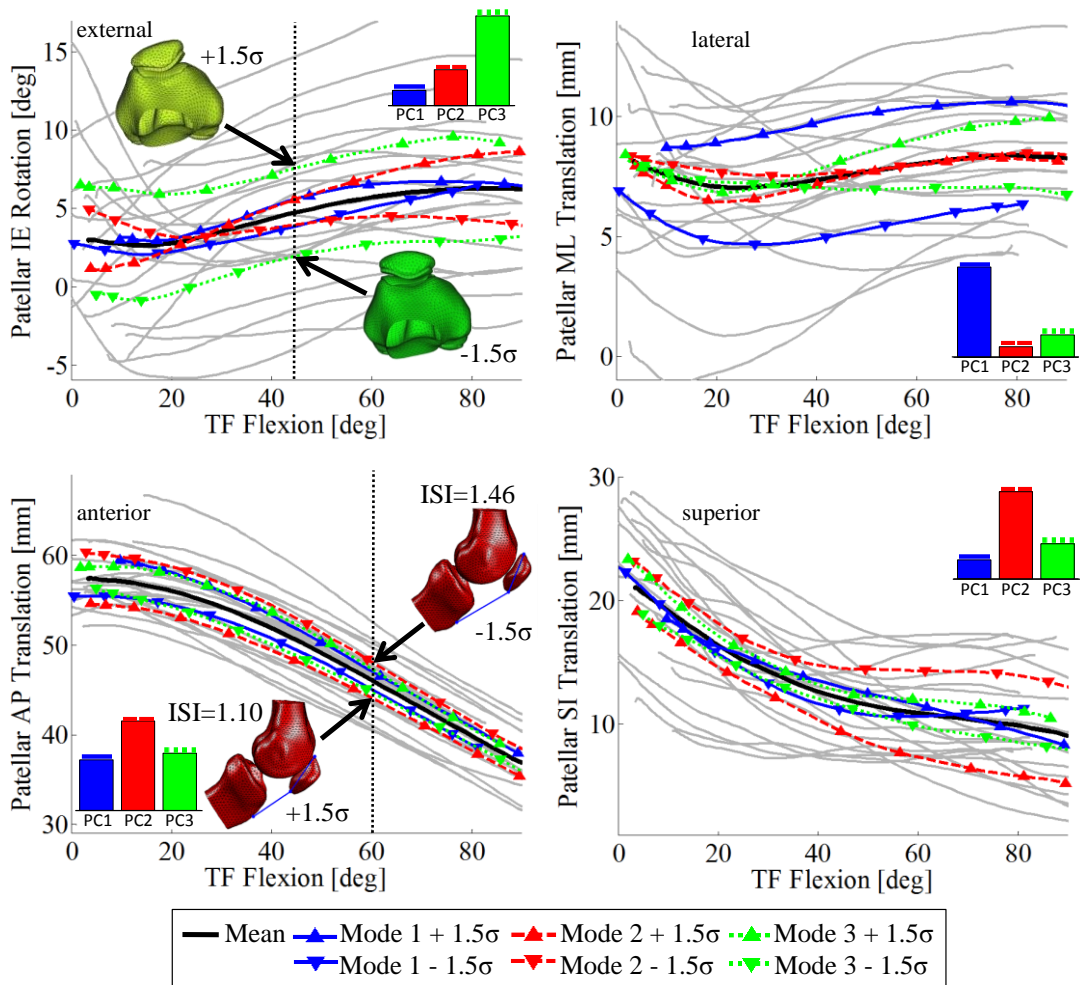 external
+1.5σ
-1.5σ
PC1 PC2 PC3
Patellar IE Rotation [deg]
15
10
5
0
-5
0 20 40 60 80
TF Flexion [deg]
lateral
Patellar ML Translation [mm]
10
5
0
PC1 PC2 PC3
0 20 40 60 80
TF Flexion [deg]
anterior
ISI=1.46
-1.5σ
ISI=1.10
+1.5σ
PC1 PC2 PC3
Patellar AP Translation [mm]
60
50
40
30
0 20 40 60 80
TF Flexion [deg]
superior
PC1 PC2 PC3
Patellar SI Translation [mm]
30
20
10
0 20 40 60 80
TF Flexion [deg]
Mean Mode 1 + 1.5σ Mode 2 + 1.5σ Mode 3 + 1.5σ
Mode 1 - 1.5σ Mode 2 - 1.5σ Mode 3 - 1.5σ